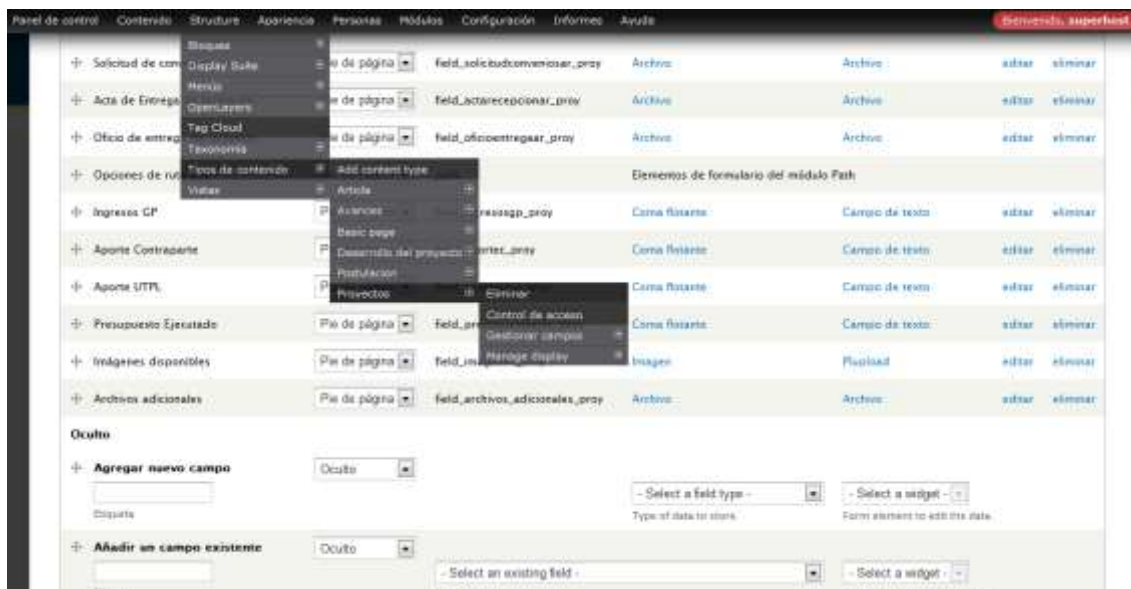 Panel de control Contenido Structure Apariencia Personas Módulos Configuración Informes Ayuda Bienvenido, superhost
Bloques
Display Suite
Menús
OpenLayers
Tag Cloud
Taxonomía
Tipos de contenido
Vistas
Add content type
Article
Avances
Basic page
Desarrollo del proyecto
Postulacion
Proyectos
Eliminar
Control de acceso
Gestionar campos
Manage display
Solicitud de con e de página field_solicitudconveniosar_proy Archivo Archivo editar eliminar
Acta de Entrega e de página field_actarecepcionar_proy Archivo Archivo editar eliminar
Oficio de entreg e de página field_oficioentregaar_proy Archivo Archivo editar eliminar
Opciones de rut Elementos de formulario del módulo Path
Ingresos GP resosgp_proy Coma flotante Campo de texto editar eliminar
Aporte Contraparte Coma flotante Campo de texto editar eliminar
Aporte UTPL Coma flotante Campo de texto editar eliminar
Presupuesto Ejecutado Pie de página Coma flotante Campo de texto editar eliminar
Imágenes disponibles Pie de página Imagen Plupload editar eliminar
Archivos adicionales Pie de página field_archivos_adicionales_proy Archivo Archivo editar eliminar
Oculto
Agregar nuevo campo Oculto
- Select a field type - - Select a widget -
Etiqueta Type of data to store. Form element to edit the data.
Añadir un campo existente Oculto
- Select an existing field - - Select a widget -